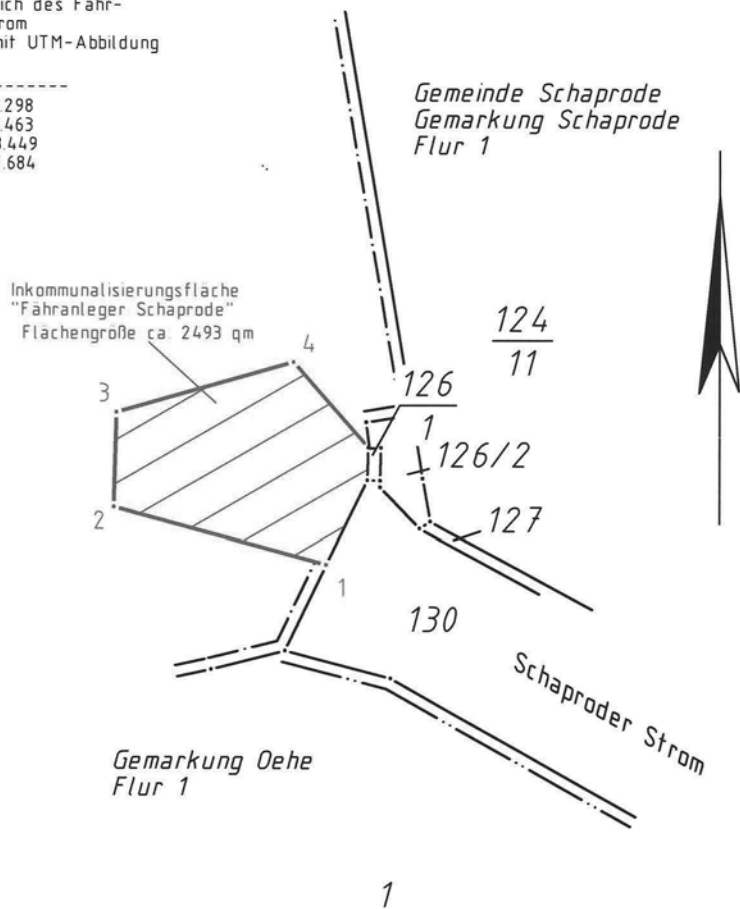 ich des Fähr-
rom
nit UTM-Abbildung
-------
.298
.463
.449
.684
Gemeinde Schaprode
Gemarkung Schaprode
Flur 1
Inkommunalisierungsfläche
"Fähranleger Schaprode"
Flächengröße ca. 2493 qm
124
11
4
3
126
1
126/2
2
127
1
130
Schaproder Strom
Gemarkung Oehe
Flur 1
1